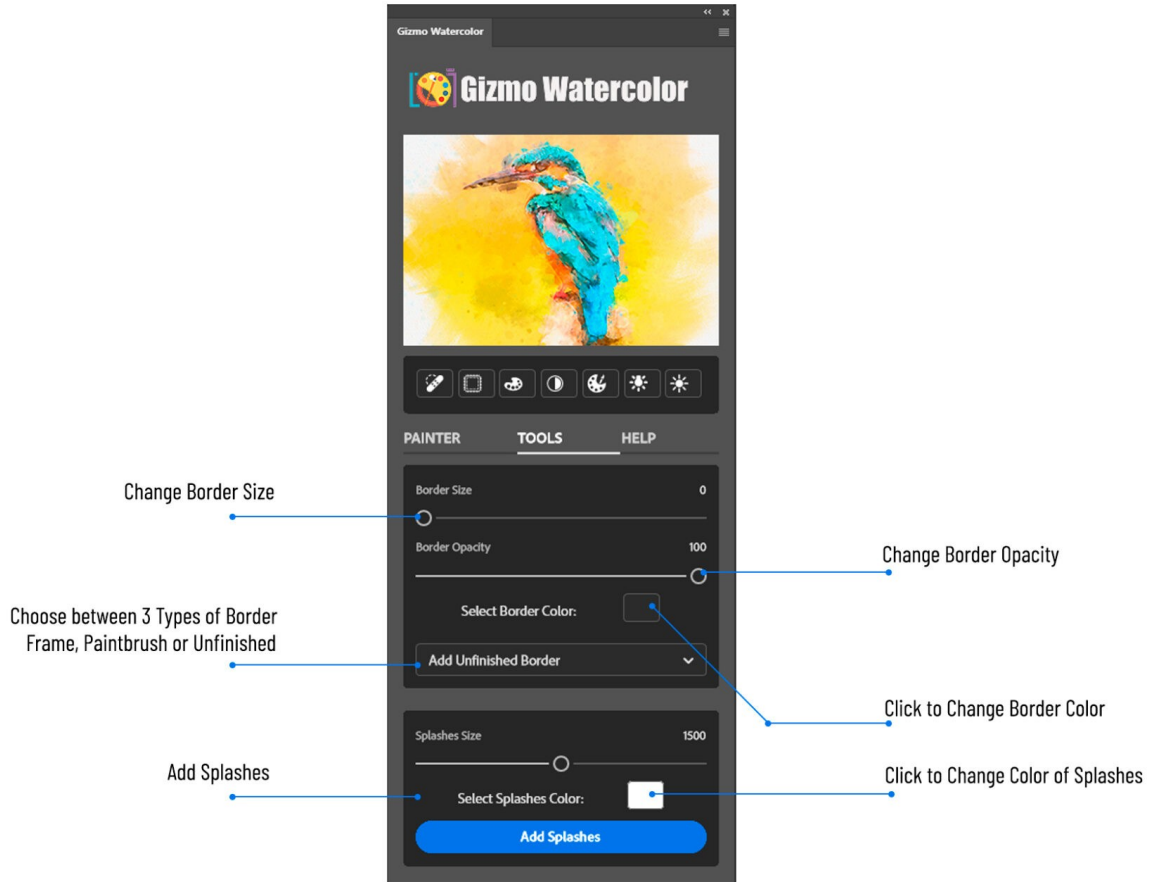 Gizmo Watercolor
Gizmo Watercolor
PAINTER TOOLS HELP
Change Border Size
Border Size 0
Border Opacity 100
Change Border Opacity
Select Border Color:
Choose between 3 Types of Border
Frame, Paintbrush or Unfinished
Add Unfinished Border
Click to Change Border Color
Splashes Size 1500
Add Splashes
Click to Change Color of Splashes
Select Splashes Color:
Add Splashes